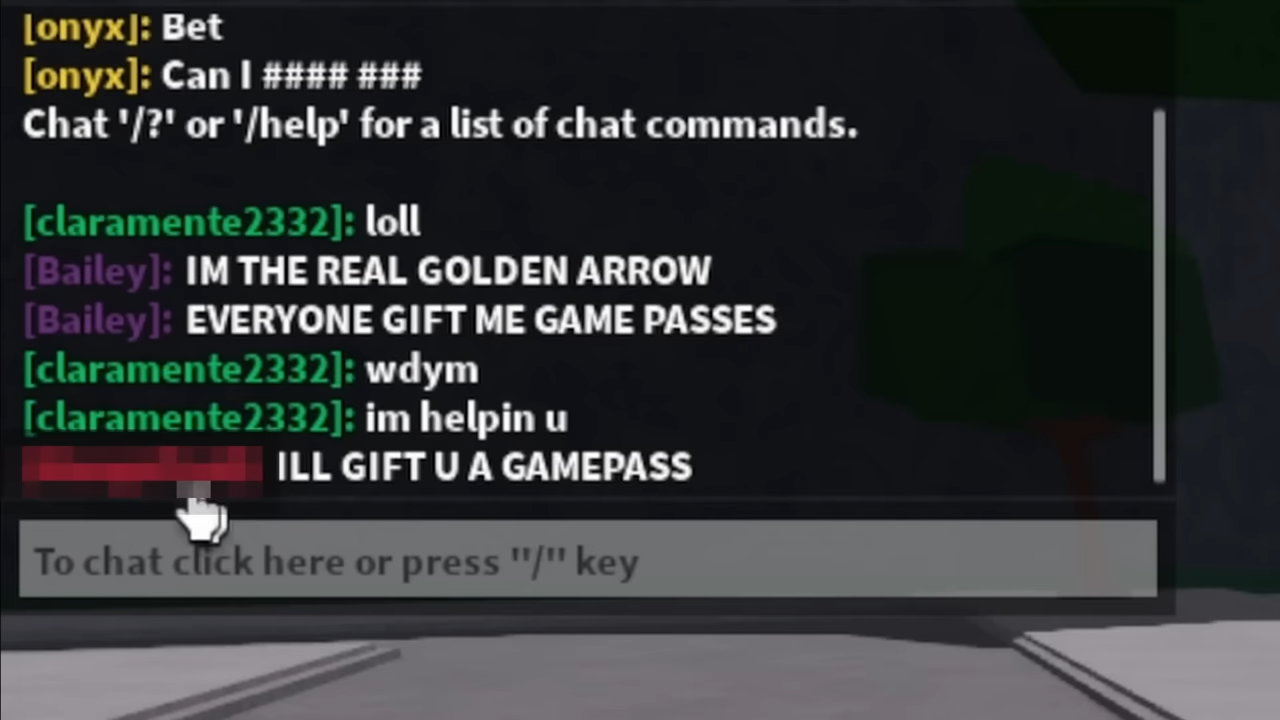 [onyx]: Bet
[onyx]: Can I #### ###
Chat '/?' or '/help' for a list of chat commands.
[claramente2332]: loll
[Bailey]: IM THE REAL GOLDEN ARROW
[Bailey]: EVERYONE GIFT ME GAME PASSES
[claramente2332]: wdym
[claramente2332]: im helpin u
ILL GIFT U A GAMEPASS
To chat click here or press "/" key